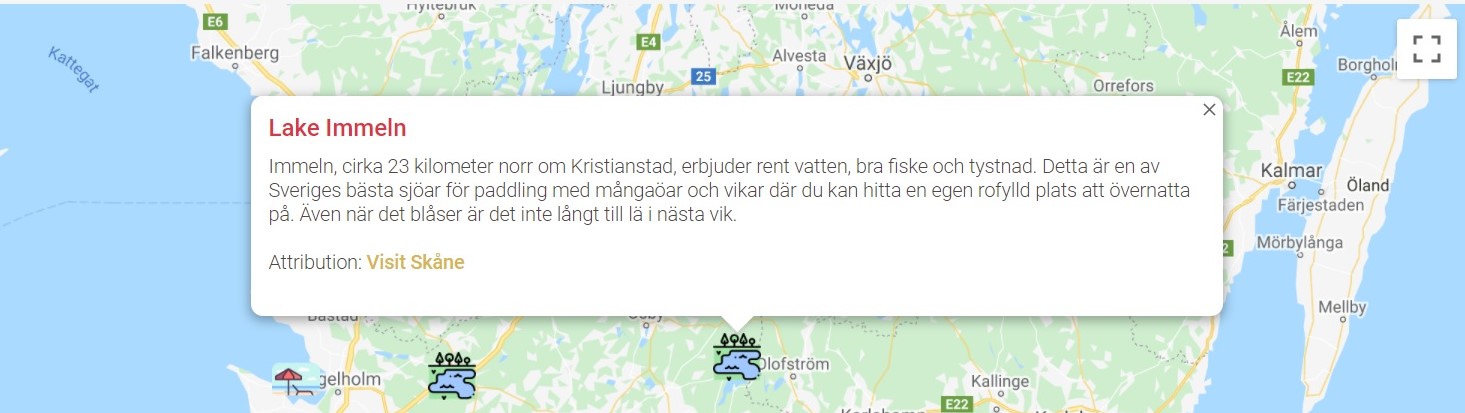 Hyltebruk
Moheda
E6
Kattegat
Falkenberg
E4
Alvesta
Växjö
Ålem
25
E22
Borghol
Ljungby
Orrefors
Lake Immeln
Immeln, cirka 23 kilometer norr om Kristianstad, erbjuder rent vatten, bra fiske och tystnad. Detta är en av
Sveriges bästa sjöar för paddling med mångaöar och vikar där du kan hitta en egen rofylld plats att övernatta
på. Även när det blåser är det inte långt till lä i nästa vik.
Attribution: Visit Skåne
Kalmar
Öland
Färjestaden
2
Mörbylånga
Mellby
Båstad
Osby
gelholm
Olofström
Kallinge
E22